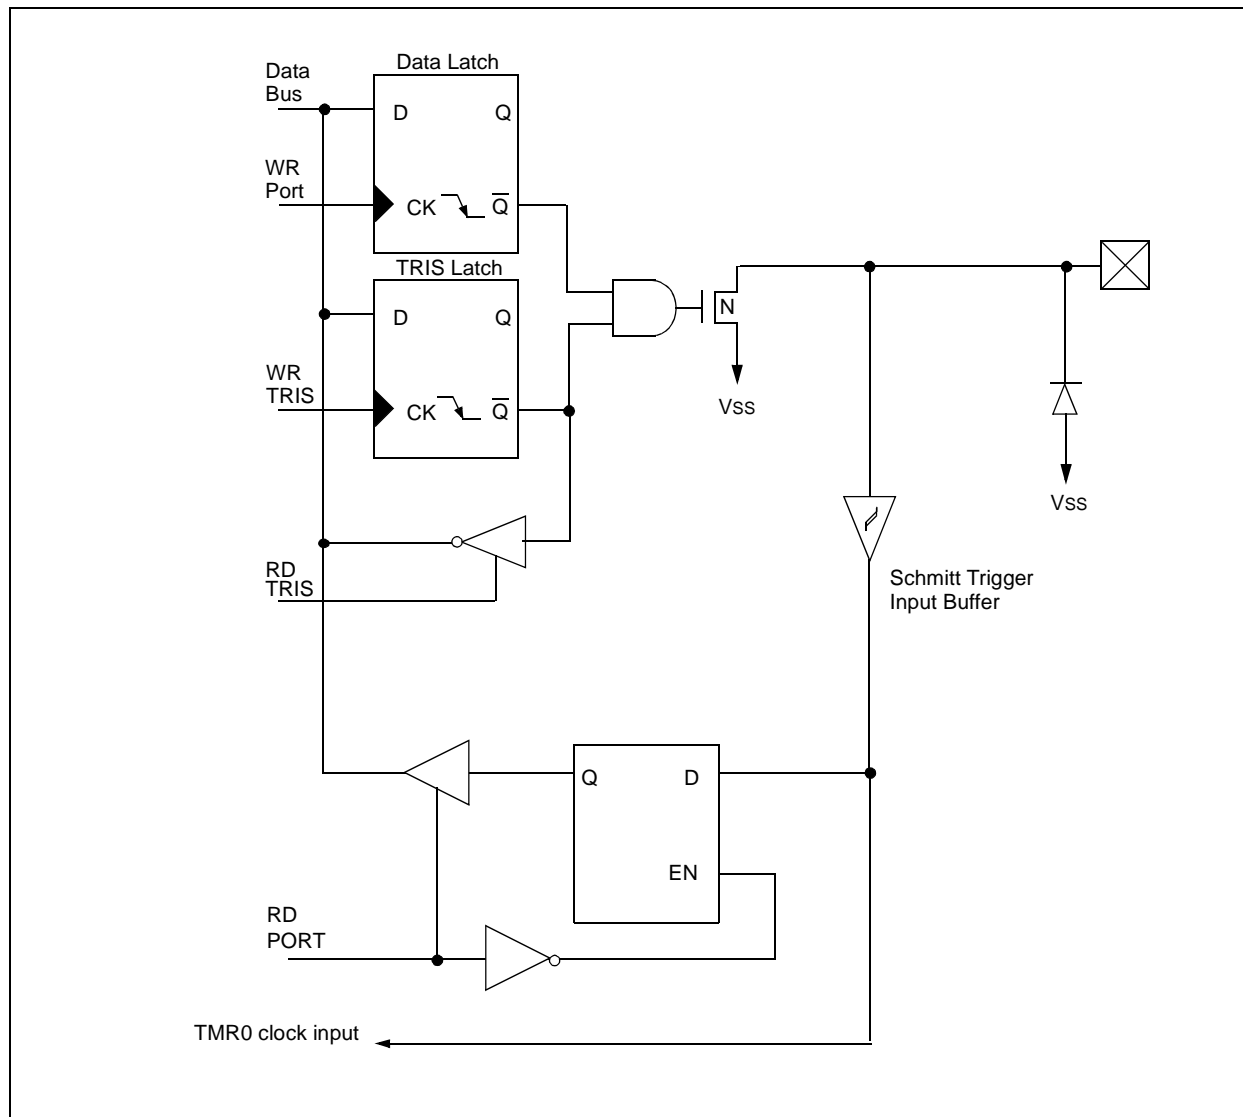 Data Latch
Data
Bus
D
Q
WR
Port
CK
Q̅
TRIS Latch
D
Q
N
WR
TRIS
CK
Q̅
VSS
VSS
RD
TRIS
Schmitt Trigger
Input Buffer
Q
D
EN
RD
PORT
TMR0 clock input